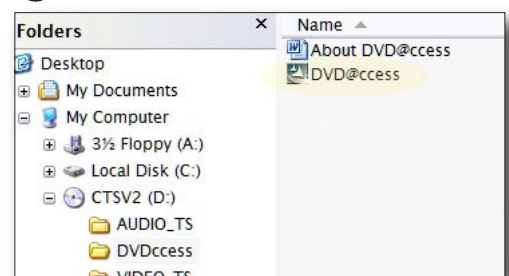 Folders × Name
About DVD@ccess
DVD@ccess
Desktop
My Documents
My Computer
3½ Floppy (A:)
Local Disk (C:)
CTSV2 (D:)
AUDIO_TS
DVDccess
VIDEO_TS